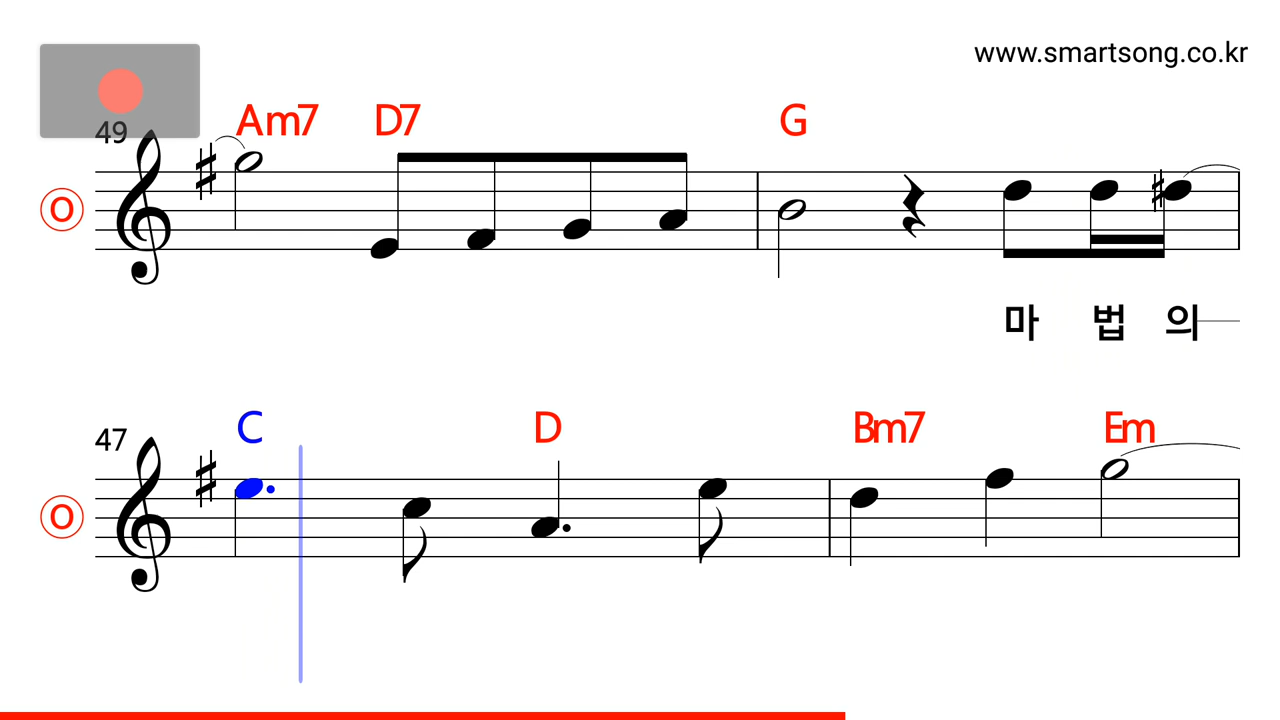 www.smartsong.co.kr
49 Am7 D7 G
O
마 법 의
47 C D Bm7 Em
O